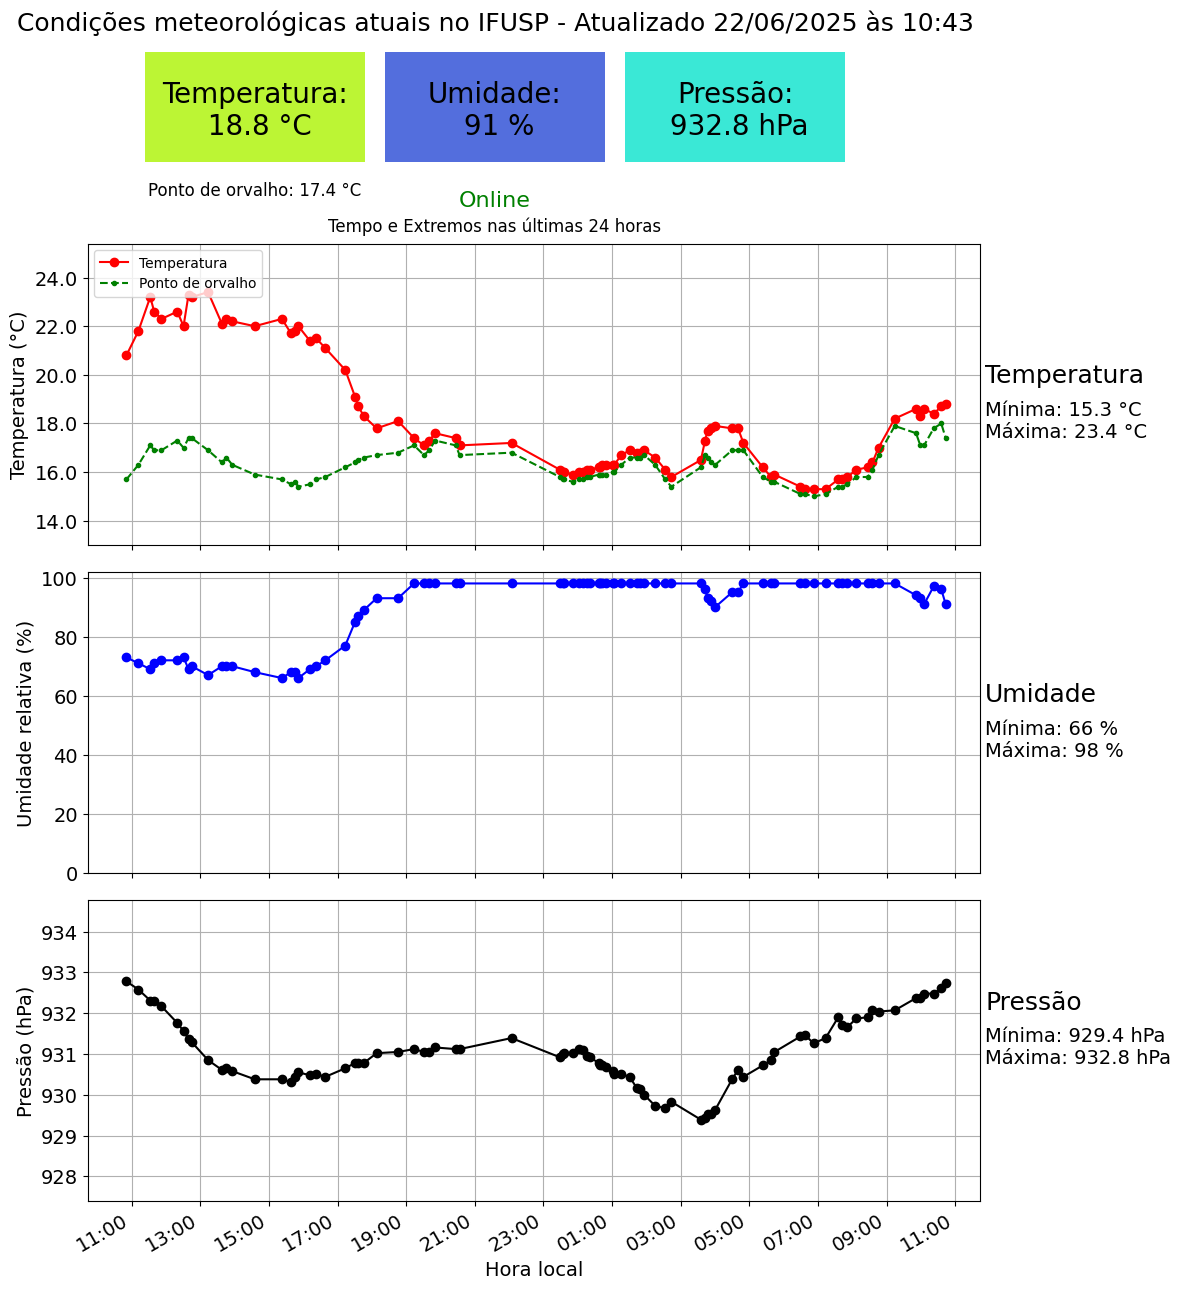 Condições meteorológicas atuais no IFUSP - Atualizado 22/06/2025 às 10:43
Temperatura:
18.8 °C
Umidade:
91 %
Pressão:
932.8 hPa
Ponto de orvalho: 17.4 °C
Online
Tempo e Extremos nas últimas 24 horas
Temperatura (°C)
24.0
22.0
20.0
18.0
16.0
14.0
Temperatura
Ponto de orvalho
Temperatura
Mínima: 15.3 °C
Máxima: 23.4 °C
Umidade relativa (%)
100
80
60
40
20
0
Umidade
Mínima: 66 %
Máxima: 98 %
Pressão (hPa)
934
933
932
931
930
929
928
Pressão
Mínima: 929.4 hPa
Máxima: 932.8 hPa
11:00 13:00 15:00 17:00 19:00 21:00 23:00 01:00 03:00 05:00 07:00 09:00 11:00
Hora local